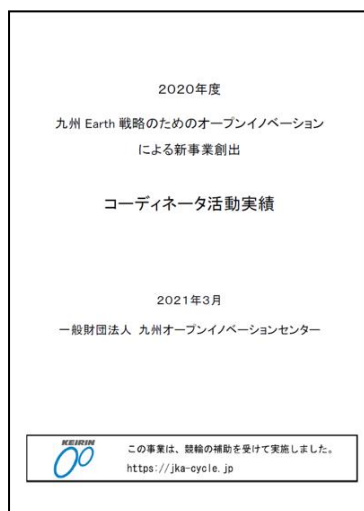 2020年度
九州 Earth 戦略のためのオープンイノベーション
による新事業創出
コーディネータ活動実績
2021年3月
一般財団法人 九州オープンイノベーションセンター
KEIRIN
この事業は、競輪の補助を受けて実施しました。
https://jka-cycle.jp